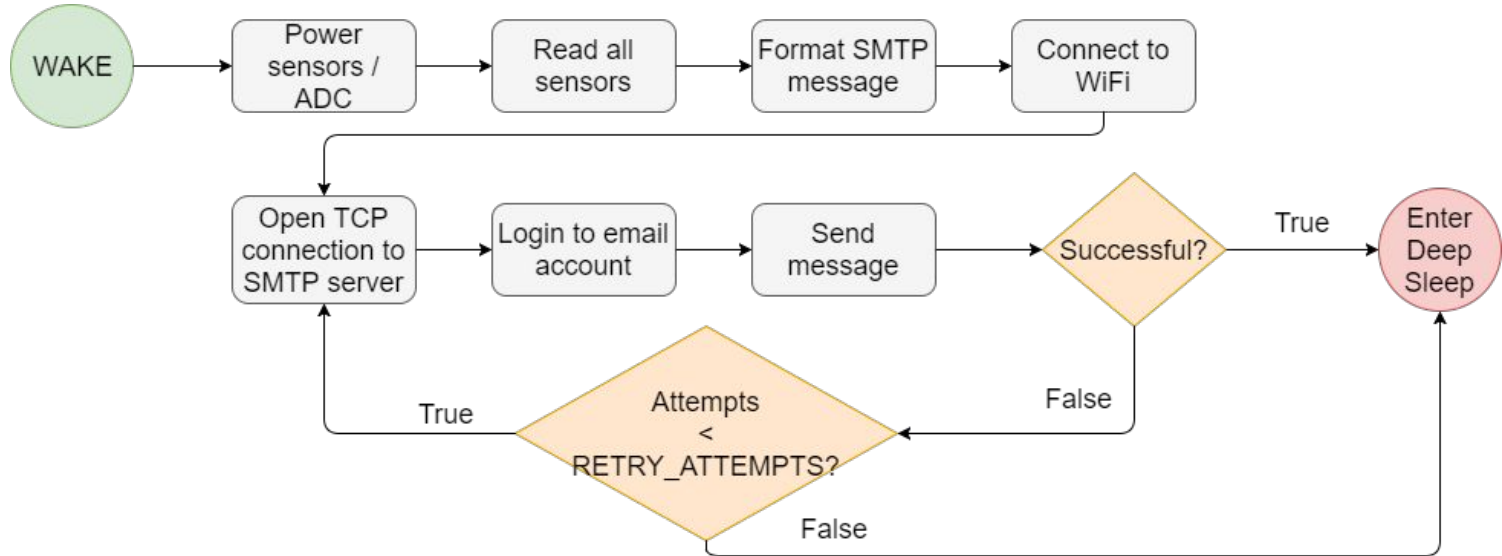 WAKE
Power
sensors /
ADC
Read all
sensors
Format SMTP
message
Connect to
WiFi
Open TCP
connection to
SMTP server
Login to email
account
Send
message
Successful?
True
Enter
Deep
Sleep
False
Attempts
<
RETRY_ATTEMPTS?
True
False